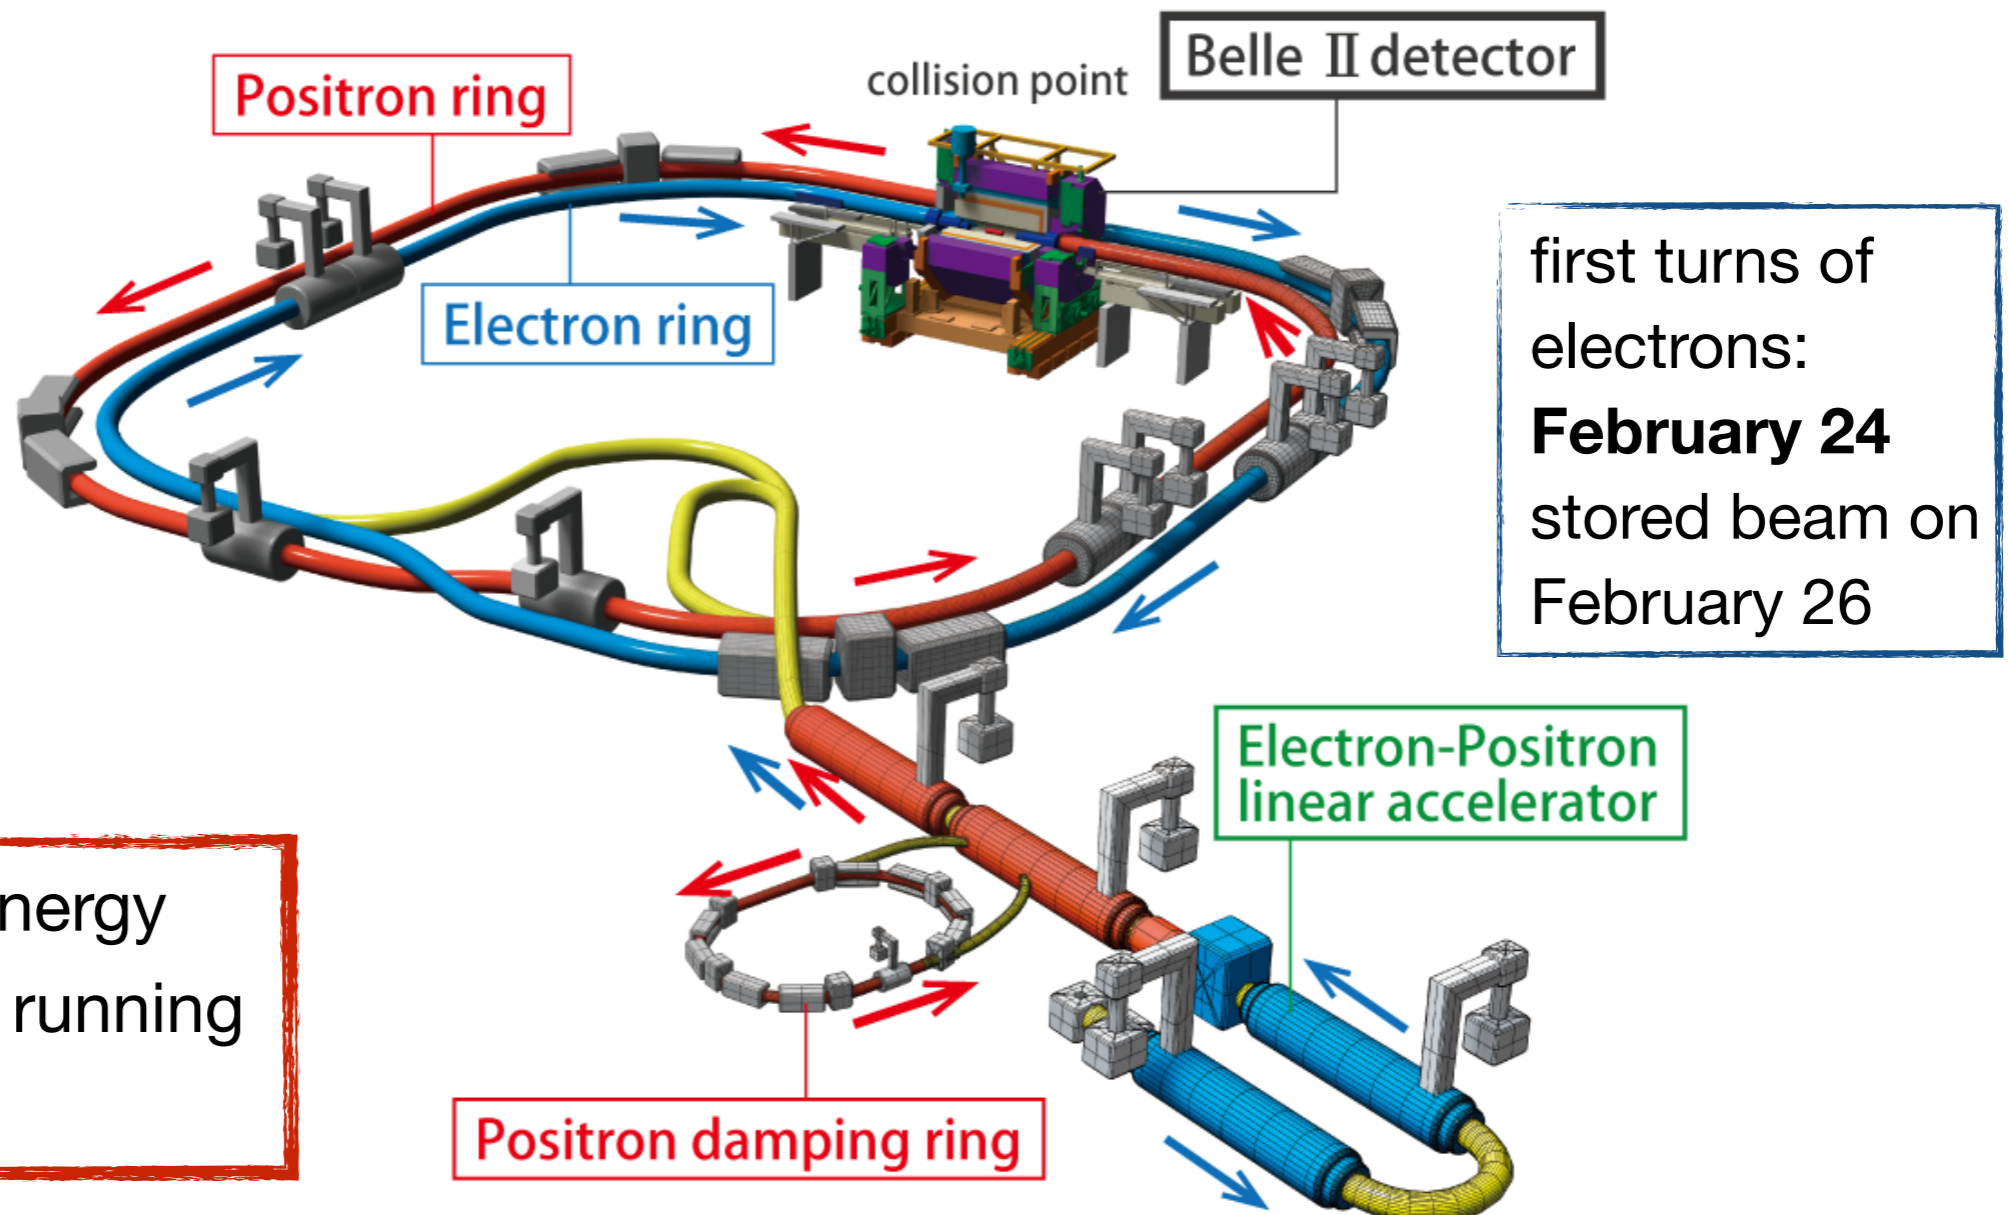 Positron ring
collision point
Belle II detector
Electron ring
first turns of
electrons:
February 24
stored beam on
February 26
Electron-Positron
linear accelerator
running
Positron damping ring